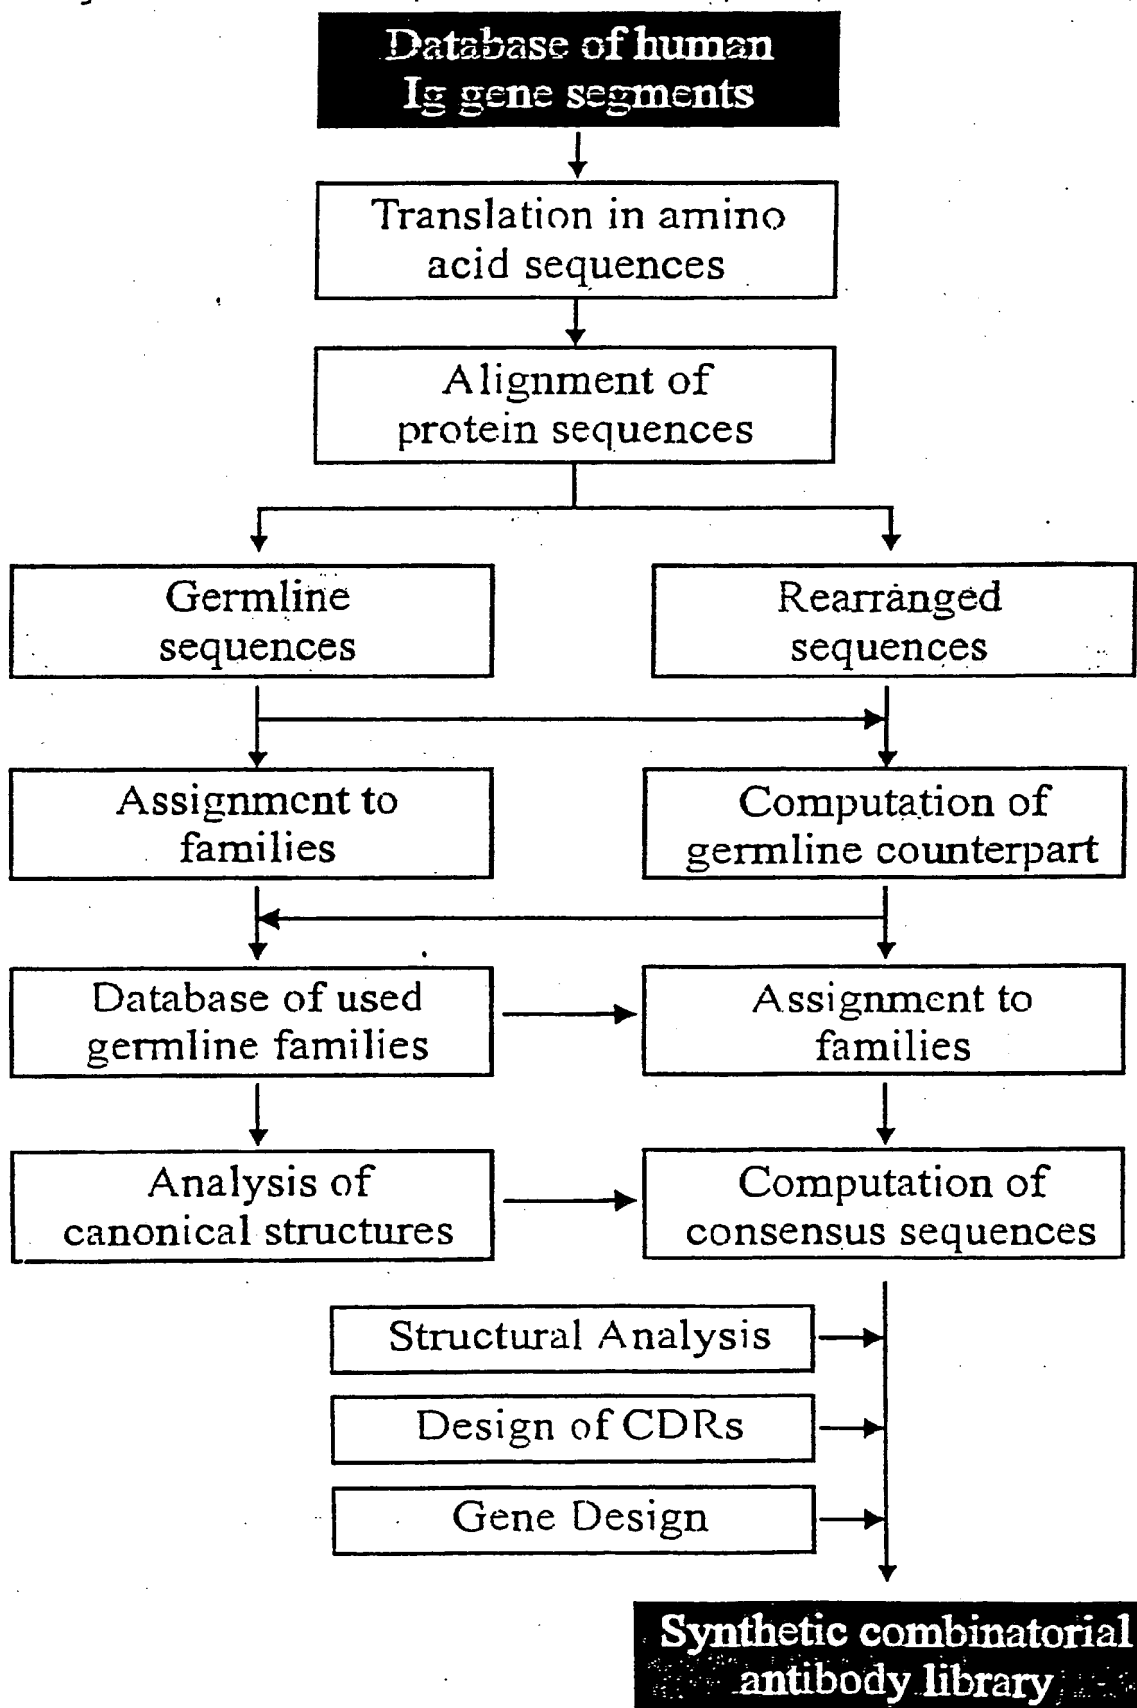 Database of human
Ig gene segments
Translation in amino
acid sequences
Alignment of
protein sequences
Germline
sequences
Rearranged
sequences
Assignment to
families
Computation of
germline counterpart
Database of used
germline families
Assignment to
families
Analysis of
canonical structures
Computation of
consensus sequences
Structural Analysis
Design of CDRs
Gene Design
Synthetic combinatorial
antibody library